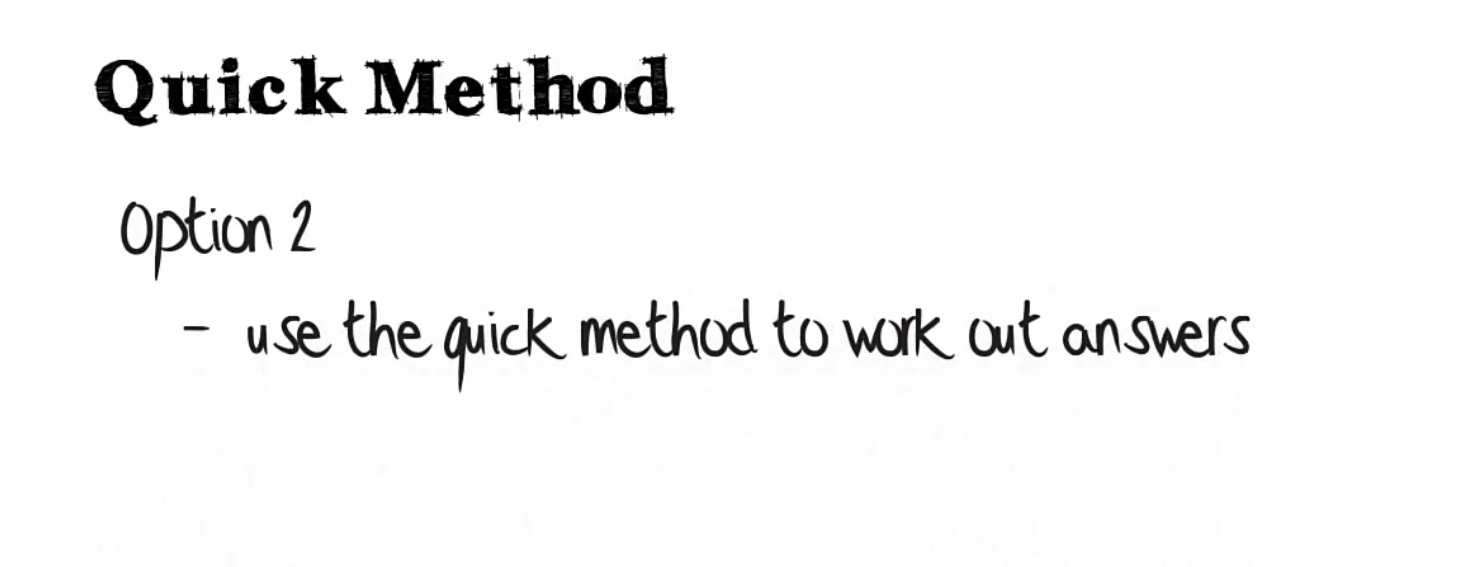 Quick Method
Option 2
- use the quick method to work out answers